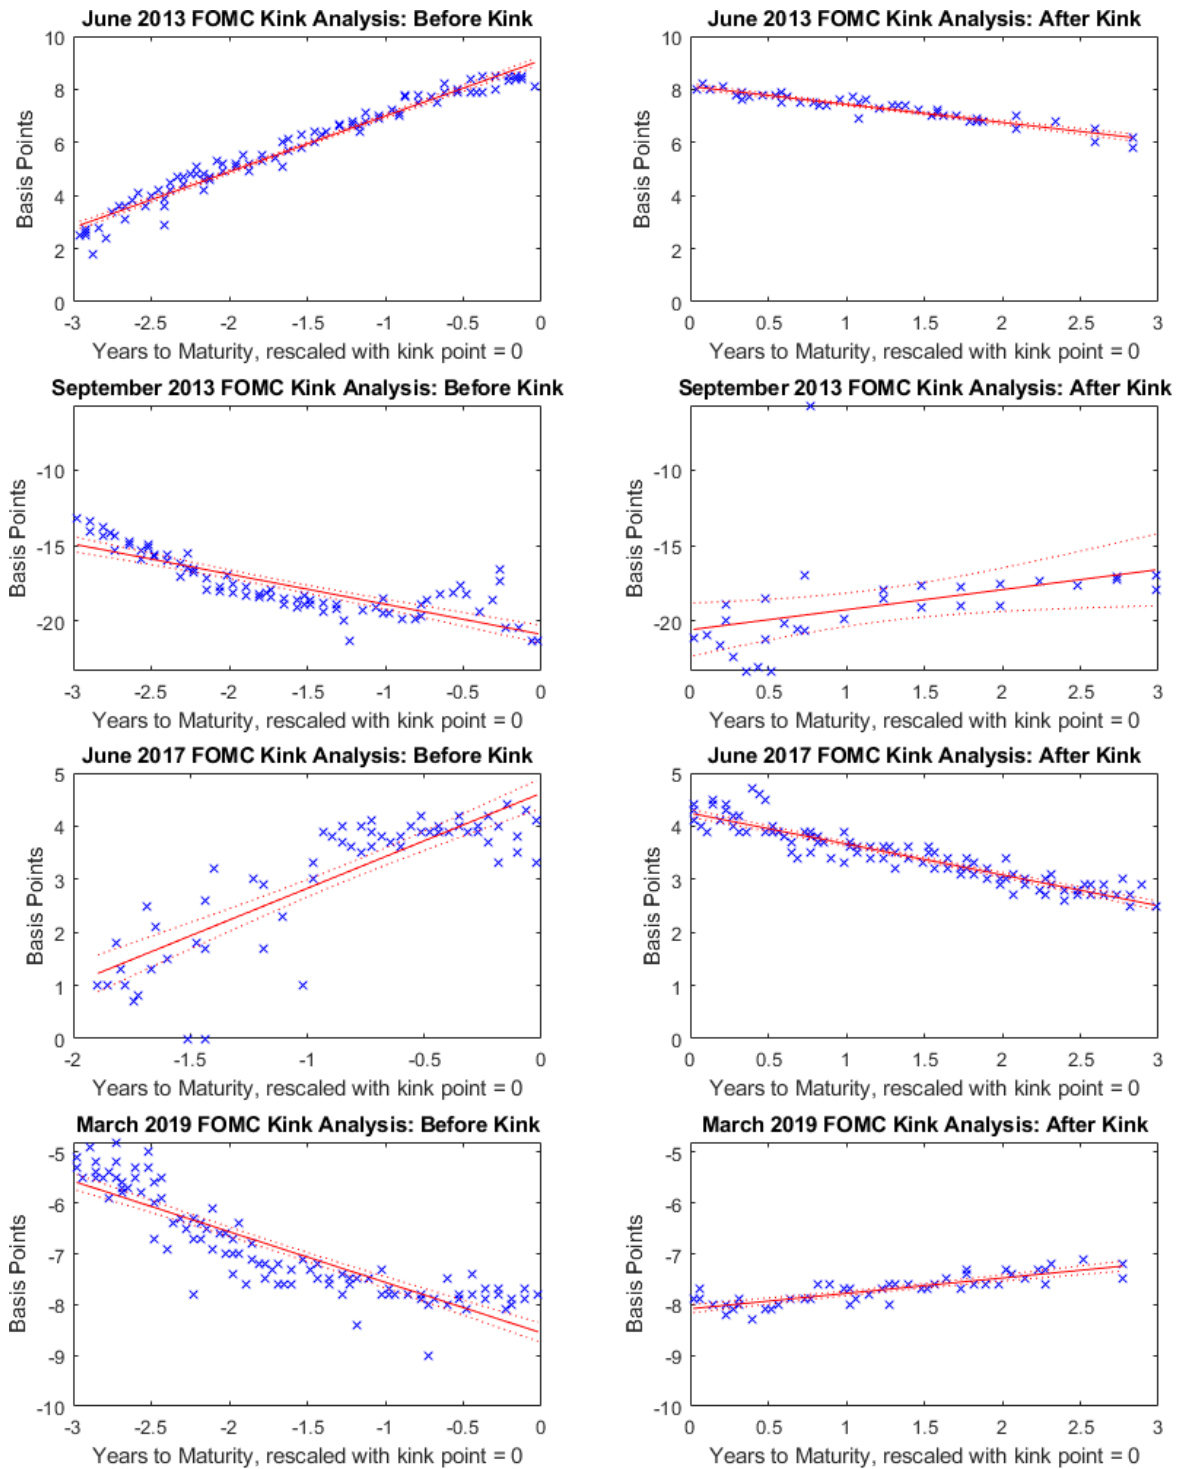 June 2013 FOMC Kink Analysis: Before Kink
10
8
6
4
2
0
Basis Points
-3 -2.5 -2 -1.5 -1 -0.5 0
Years to Maturity, rescaled with kink point = 0
June 2013 FOMC Kink Analysis: After Kink
10
8
6
4
2
0
Basis Points
0 0.5 1 1.5 2 2.5 3
Years to Maturity, rescaled with kink point = 0
September 2013 FOMC Kink Analysis: Before Kink
-10
-15
-20
Basis Points
-3 -2.5 -2 -1.5 -1 -0.5 0
Years to Maturity, rescaled with kink point = 0
September 2013 FOMC Kink Analysis: After Kink
-10
-15
-20
Basis Points
0 0.5 1 1.5 2 2.5 3
Years to Maturity, rescaled with kink point = 0
June 2017 FOMC Kink Analysis: Before Kink
5
4
3
2
1
0
Basis Points
-2 -1.5 -1 -0.5 0
Years to Maturity, rescaled with kink point = 0
June 2017 FOMC Kink Analysis: After Kink
5
4
3
2
1
0
Basis Points
0 0.5 1 1.5 2 2.5 3
Years to Maturity, rescaled with kink point = 0
March 2019 FOMC Kink Analysis: Before Kink
-5
-6
-7
-8
-9
-10
Basis Points
-3 -2.5 -2 -1.5 -1 -0.5 0
Years to Maturity, rescaled with kink point = 0
March 2019 FOMC Kink Analysis: After Kink
-5
-6
-7
-8
-9
-10
Basis Points
0 0.5 1 1.5 2 2.5 3
Years to Maturity, rescaled with kink point = 0